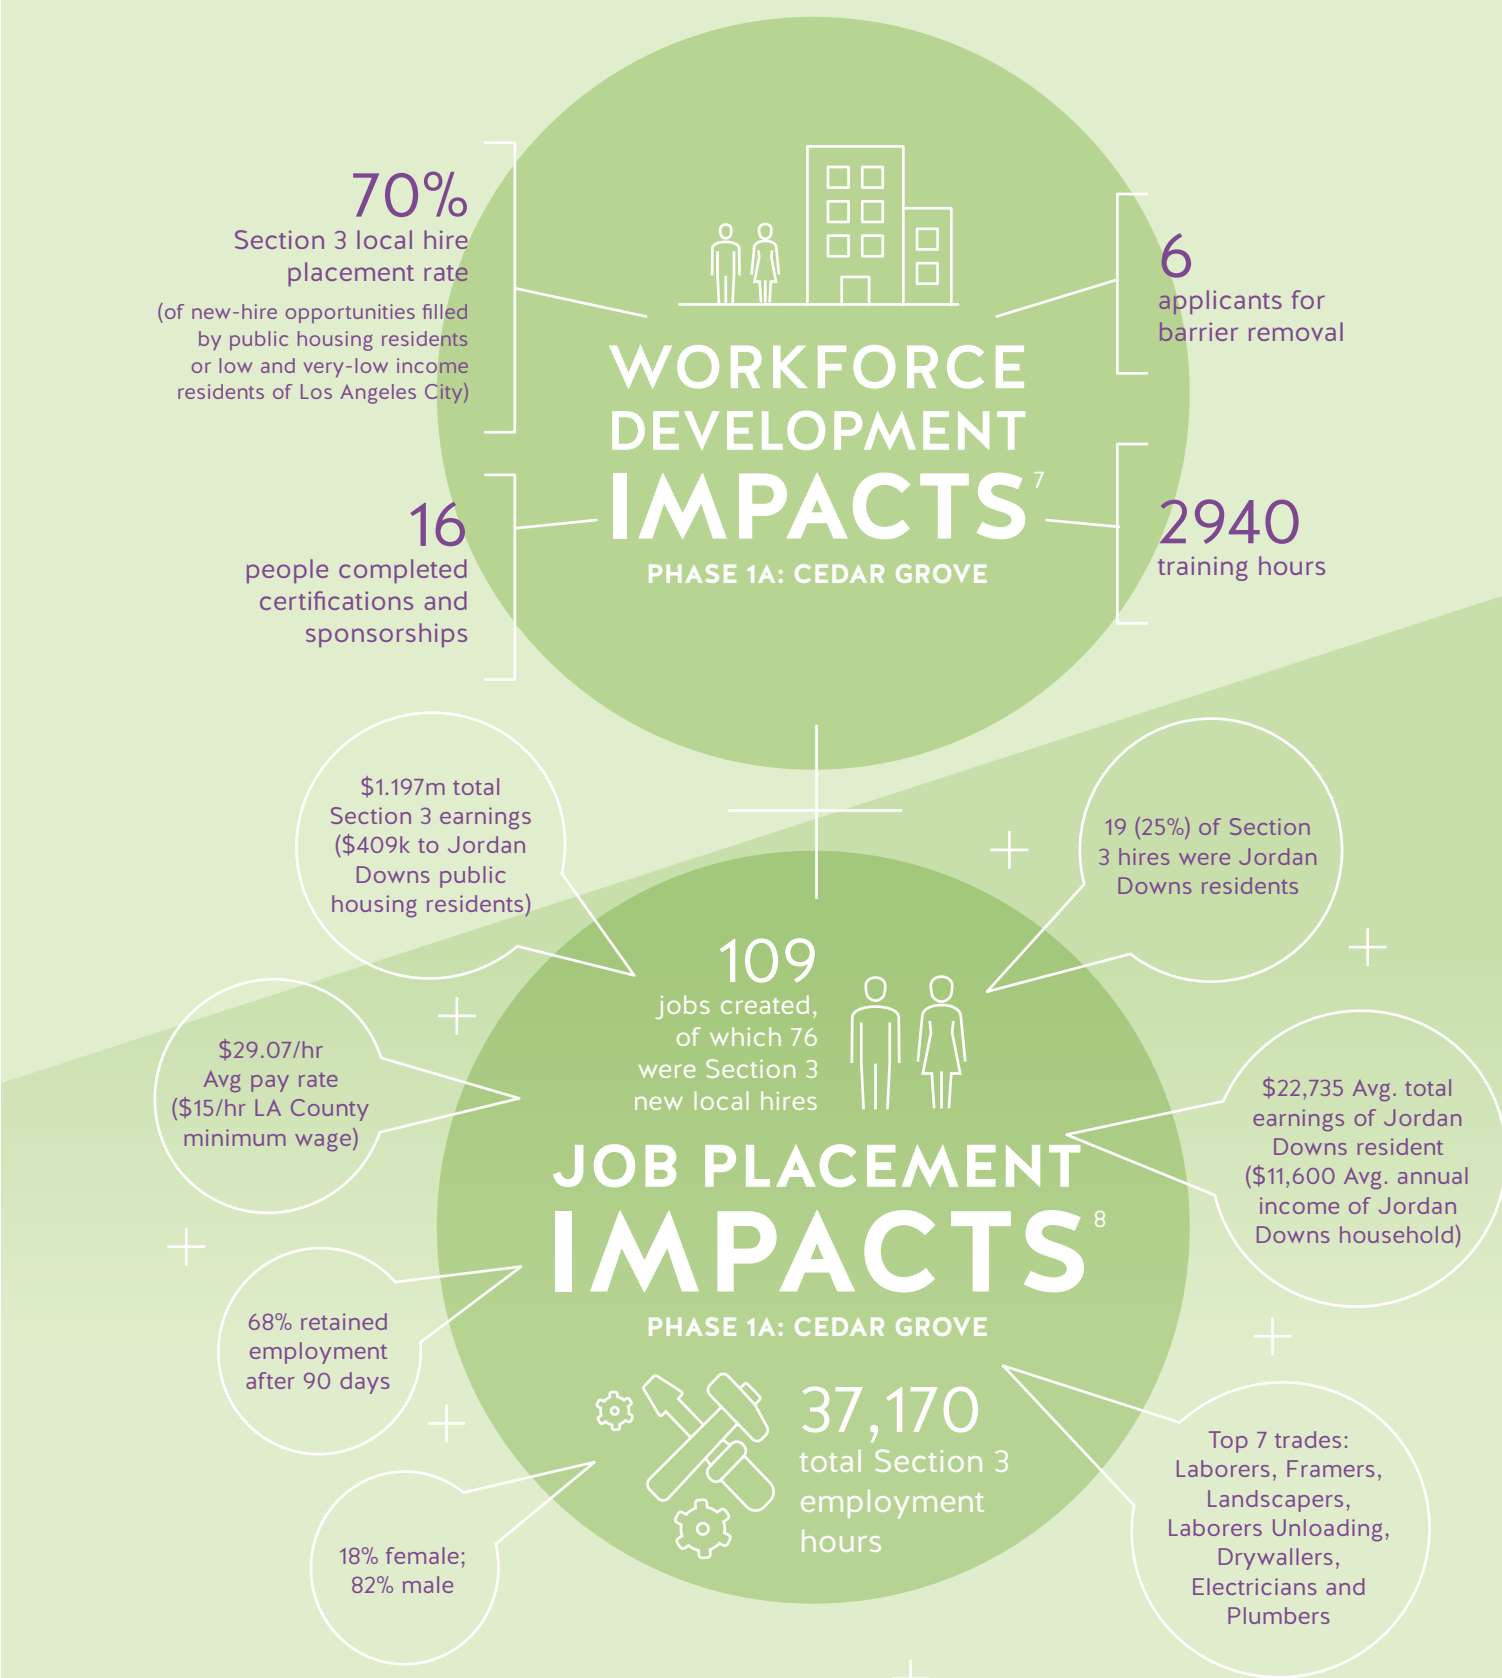 70%
Section 3 local hire
placement rate
(of new-hire opportunities filled
by public housing residents
or low and very-low income
residents of Los Angeles City)
6
applicants for
barrier removal
WORKFORCE
DEVELOPMENT
IMPACTS 7
PHASE 1A: CEDAR GROVE
16
people completed
certifications and
sponsorships
2940
training hours
$1.197m total
Section 3 earnings
($409k to Jordan
Downs public
housing residents)
19 (25%) of Section
3 hires were Jordan
Downs residents
109
jobs created,
of which 76
were Section 3
new local hires
$29.07/hr
Avg pay rate
($15/hr LA County
minimum wage)
$22,735 Avg. total
earnings of Jordan
Downs resident
($11,600 Avg. annual
income of Jordan
Downs household)
JOB PLACEMENT
IMPACTS 8
PHASE 1A: CEDAR GROVE
68% retained
employment
after 90 days
37,170
total Section 3
employment
hours
18% female;
82% male
Top 7 trades:
Laborers, Framers,
Landscapers,
Laborers Unloading,
Drywallers,
Electricians and
Plumbers